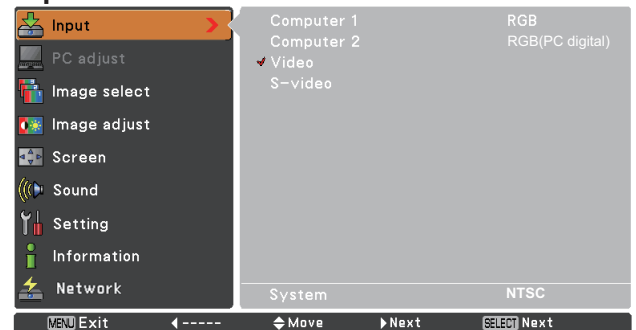 Input
PC adjust
Image select
Image adjust
Screen
Sound
Setting
Information
Network
Computer 1 RGB
Computer 2 RGB(PC digital)
Video
S-video
System NTSC
MENU Exit ----- Move Next SELECT Next